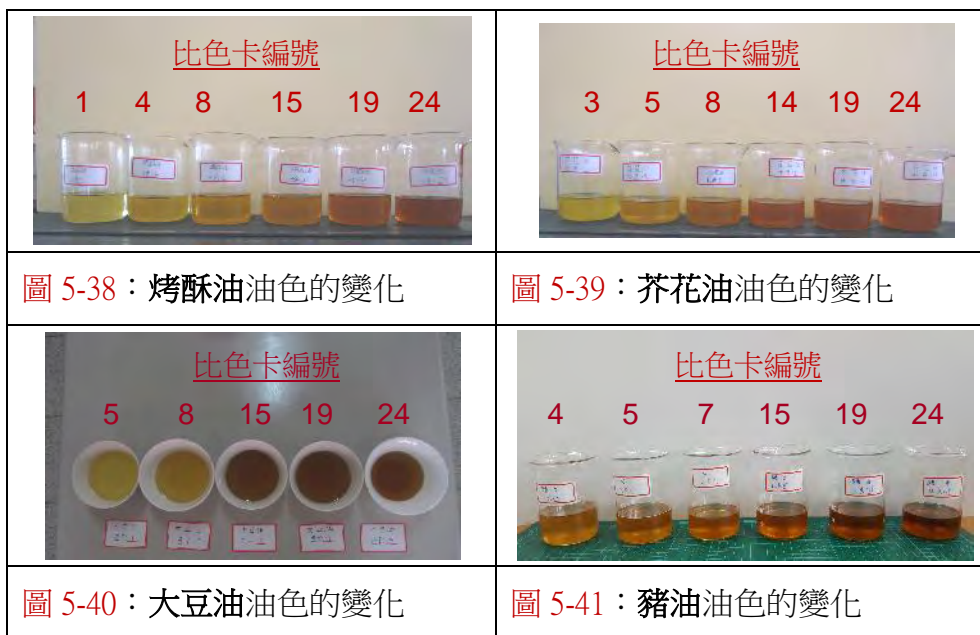 比色卡編號
1 4 8 15 19 24
圖 5-38：烤酥油油色的變化
比色卡編號
3 5 8 14 19 24
圖 5-39：芥花油油色的變化
比色卡編號
5 8 15 19 24
圖 5-40：大豆油油色的變化
比色卡編號
4 5 7 15 19 24
圖 5-41：豬油油色的變化